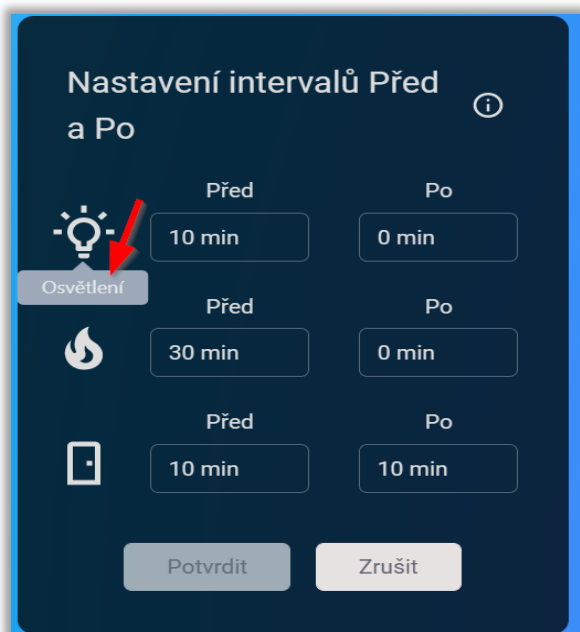 Nastavení intervalů Před
a Po
Před Po
10 min 0 min
Osvětlení
Před Po
30 min 0 min
Před Po
10 min 10 min
Potvrdit Zrušit